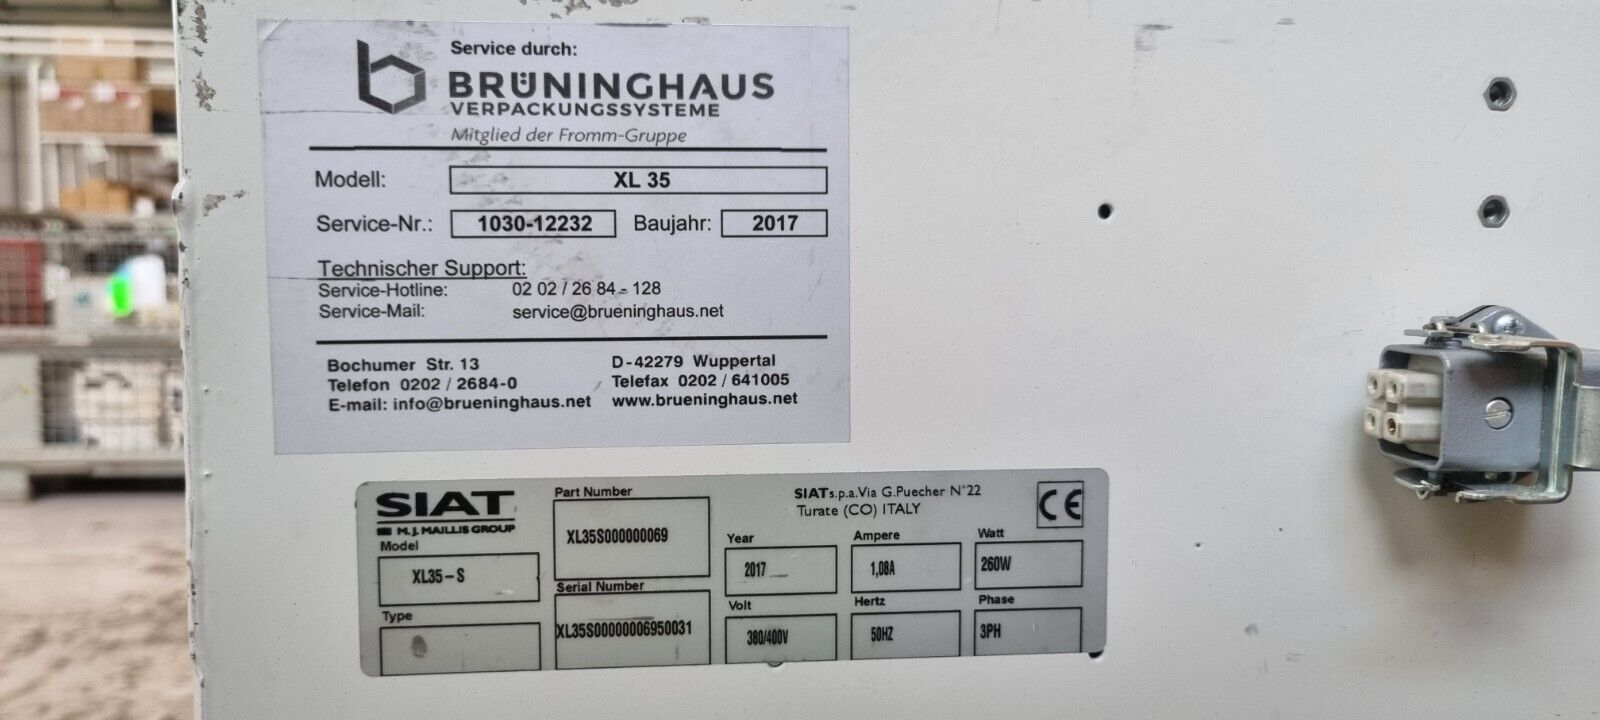 Service durch:
BRÜNINGHAUS
VERPACKUNGSSYSTEME
Mitglied der Fromm-Gruppe
Modell: XL 35
Service-Nr.: 1030-12232 Baujahr: 2017
Technischer Support:
Service-Hotline: 02 02 / 26 84 - 128
Service-Mail: service@brueninghaus.net
Bochumer Str. 13 D-42279 Wuppertal
Telefon 0202 / 2684-0 Telefax 0202 / 641005
E-mail: info@brueninghaus.net www.brueninghaus.net
SIAT
M.J. MAILLIS GROUP
Model
XL35-S
Type
Part Number
XL35S000000069
Serial Number
XL35S00000006950031
SIAT s.p.a. Via G.Puecher N°22
Turate (CO) ITALY
CE
Year
2017
Ampere
1,08A
Watt
260W
Volt
380/400V
Hertz
50HZ
Phase
3PH